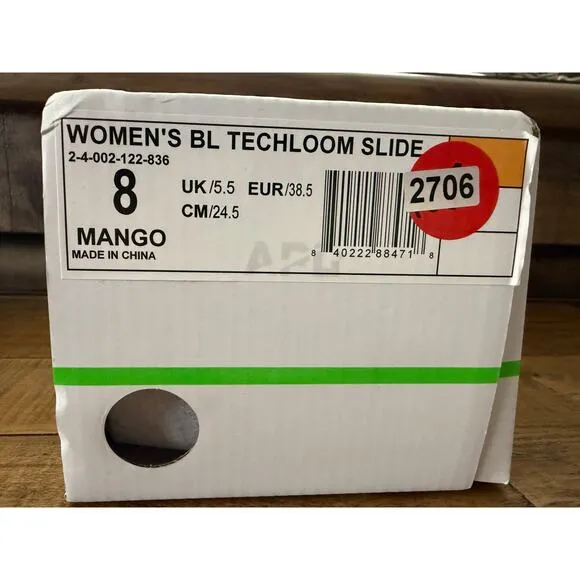 WOMEN'S BL TECHLOOM SLIDE
2-4-002-122-836
8
UK/5.5 EUR/38.5
CM/24.5
MANGO
MADE IN CHINA
8 40222 88471 8
2706